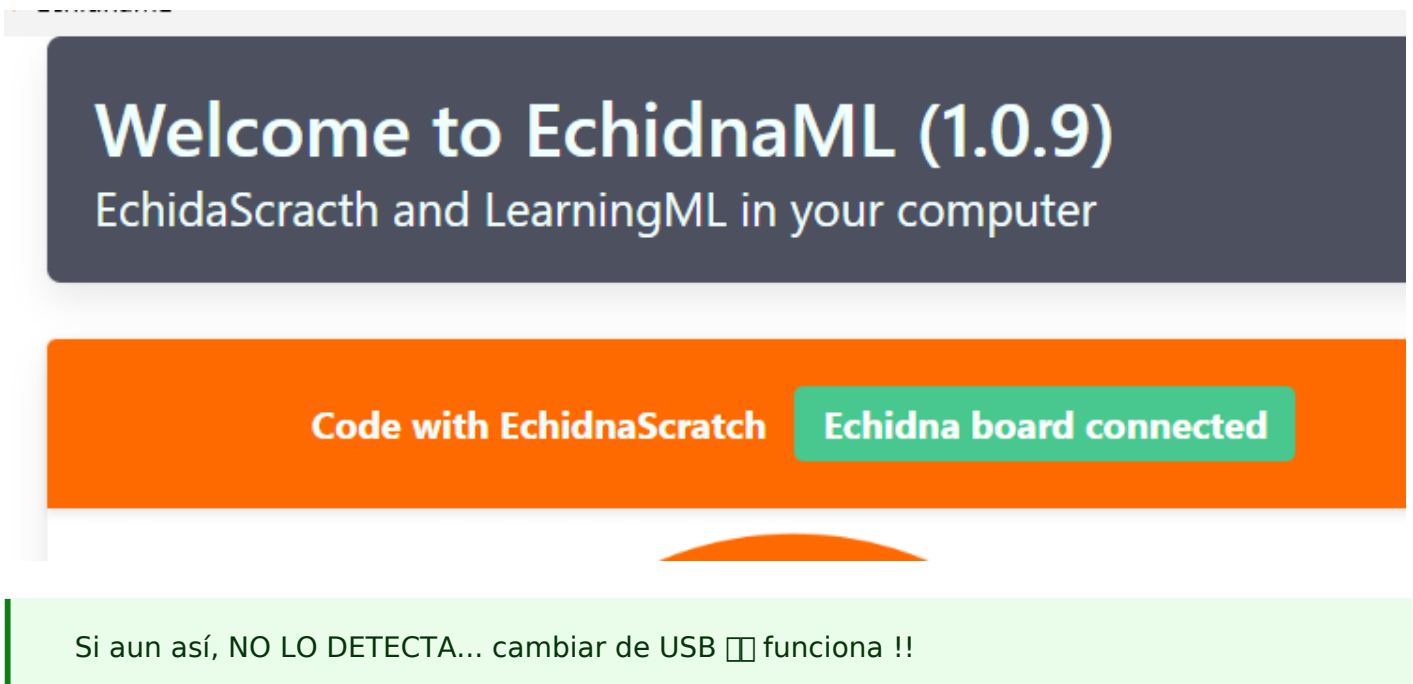 Welcome to EchidnaML (1.0.9)
EchidaScracth and LearningML in your computer
Code with EchidnaScratch
Echidna board connected
Si aun así, NO LO DETECTA... cambiar de USB funciona !!